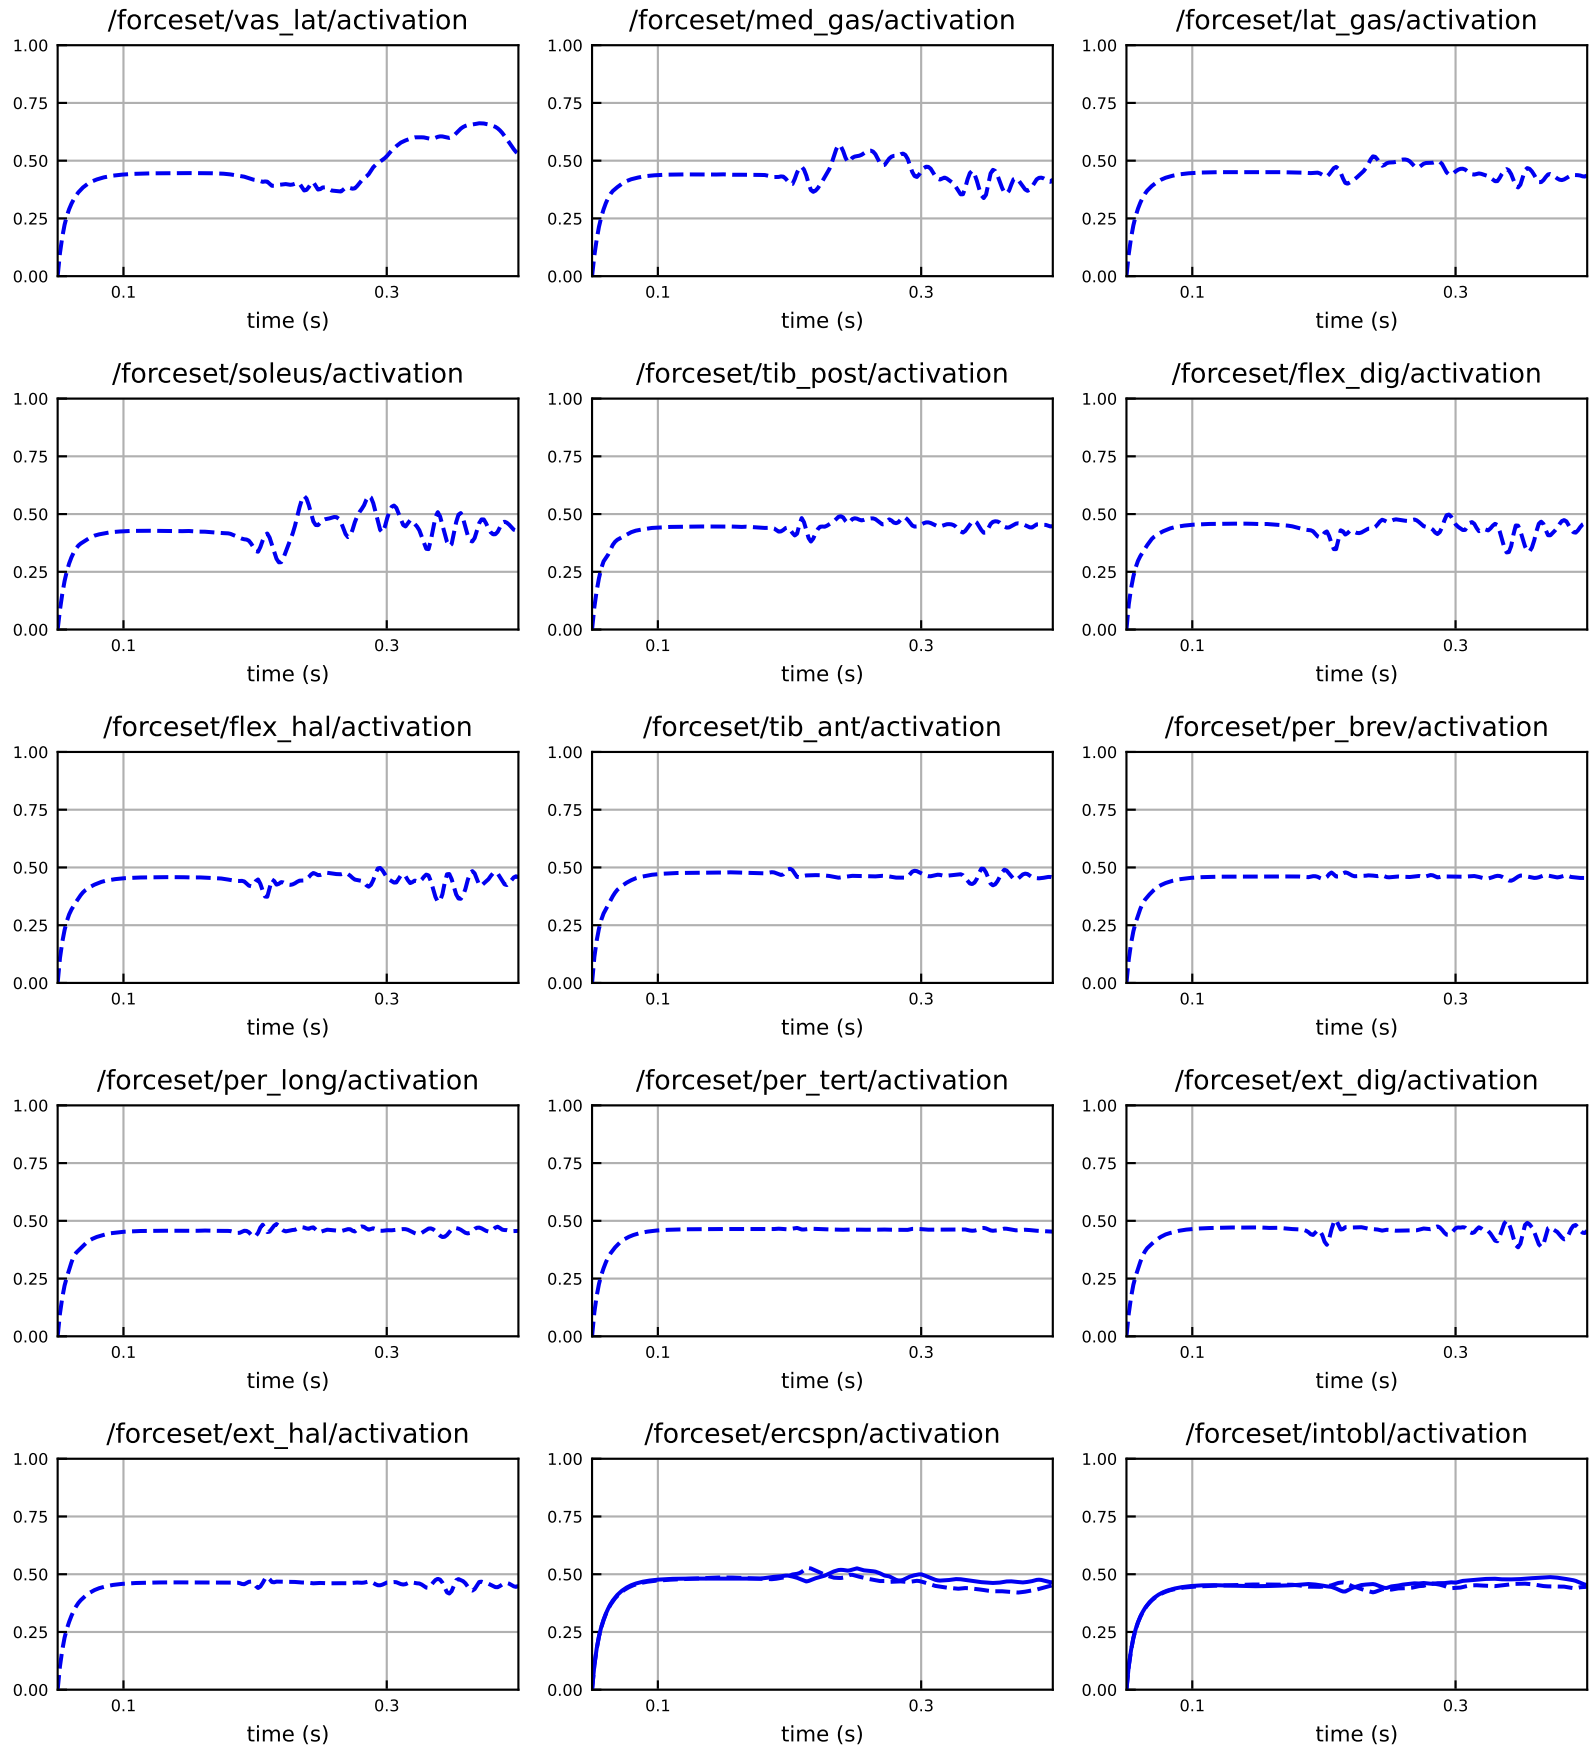 /forceset/vas_lat/activation /forceset/med_gas/activation /forceset/lat_gas/activation
1.00 1.00 1.00
0.75 0.75 0.75
0.50 0.50 0.50
0.25 0.25 0.25
0.00 0.00 0.00
0.1 0.3 0.1 0.3 0.1 0.3
time (s) time (s) time (s)
/forceset/soleus/activation /forceset/tib_post/activation /forceset/flex_dig/activation
1.00 1.00 1.00
0.75 0.75 0.75
0.50 0.50 0.50
0.25 0.25 0.25
0.00 0.00 0.00
0.1 0.3 0.1 0.3 0.1 0.3
time (s) time (s) time (s)
/forceset/flex_hal/activation /forceset/tib_ant/activation /forceset/per_brev/activation
1.00 1.00 1.00
0.75 0.75 0.75
0.50 0.50 0.50
0.25 0.25 0.25
0.00 0.00 0.00
0.1 0.3 0.1 0.3 0.1 0.3
time (s) time (s) time (s)
/forceset/per_long/activation /forceset/per_tert/activation /forceset/ext_dig/activation
1.00 1.00 1.00
0.75 0.75 0.75
0.50 0.50 0.50
0.25 0.25 0.25
0.00 0.00 0.00
0.1 0.3 0.1 0.3 0.1 0.3
time (s) time (s) time (s)
/forceset/ext_hal/activation /forceset/ercspn/activation /forceset/intobl/activation
1.00 1.00 1.00
0.75 0.75 0.75
0.50 0.50 0.50
0.25 0.25 0.25
0.00 0.00 0.00
0.1 0.3 0.1 0.3 0.1 0.3
time (s) time (s) time (s)